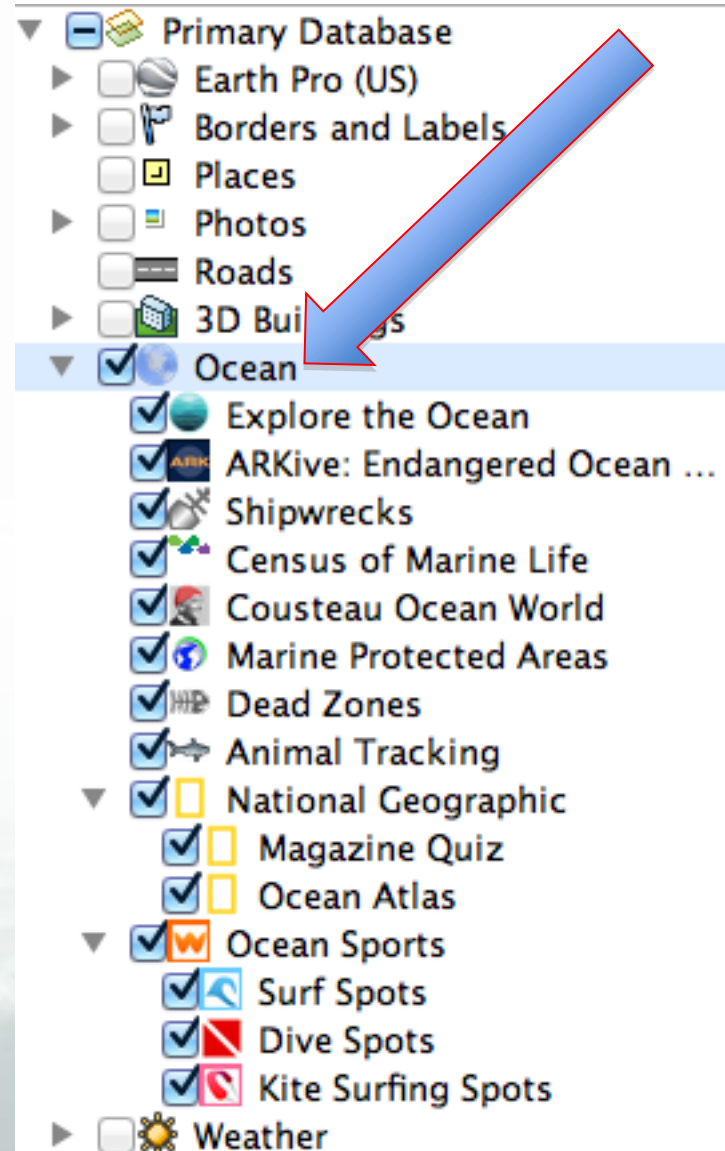 Primary Database
Earth Pro (US)
Borders and Labels
Places
Photos
Roads
3D Bui gs
Ocean
Explore the Ocean
ARK ARKive: Endangered Ocean ...
Shipwrecks
Census of Marine Life
Cousteau Ocean World
Marine Protected Areas
Dead Zones
Animal Tracking
National Geographic
Magazine Quiz
Ocean Atlas
Ocean Sports
Surf Spots
Dive Spots
Kite Surfing Spots
Weather